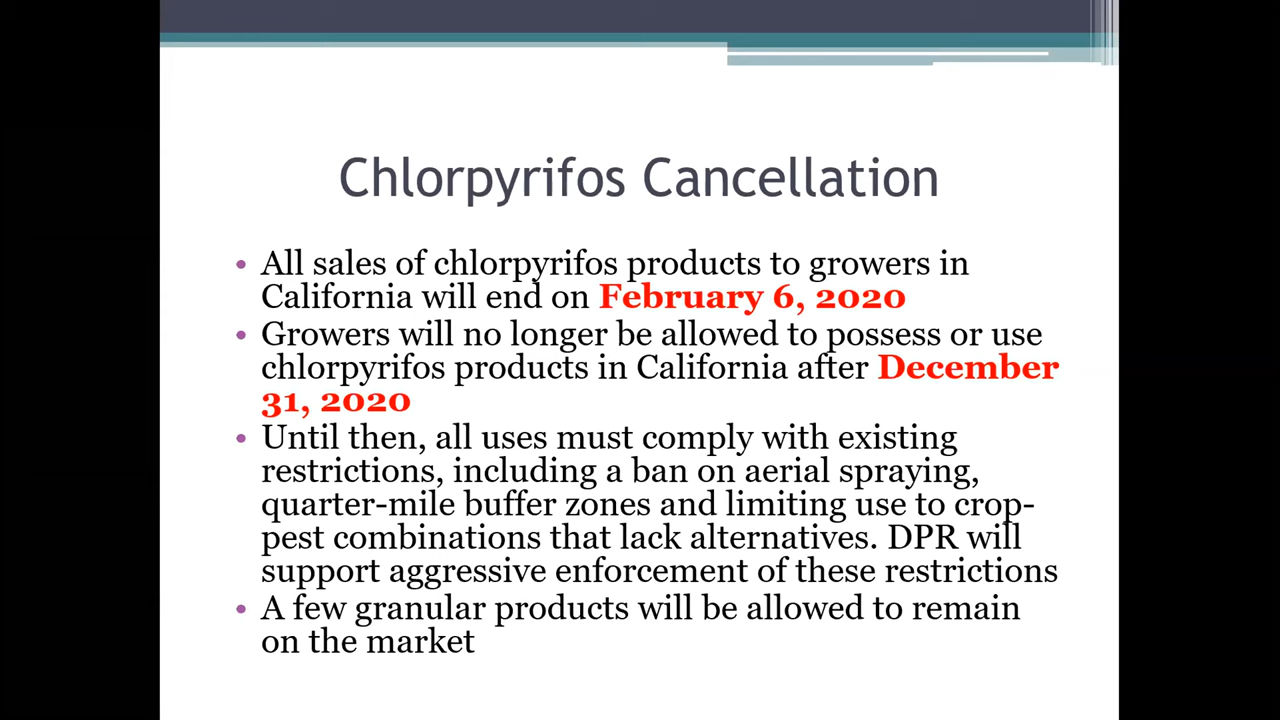 Chlorpyrifos Cancellation
• All sales of chlorpyrifos products to growers in
California will end on February 6, 2020
• Growers will no longer be allowed to possess or use
chlorpyrifos products in California after December
31, 2020
• Until then, all uses must comply with existing
restrictions, including a ban on aerial spraying,
quarter-mile buffer zones and limiting use to crop-
pest combinations that lack alternatives. DPR will
support aggressive enforcement of these restrictions
• A few granular products will be allowed to remain
on the market